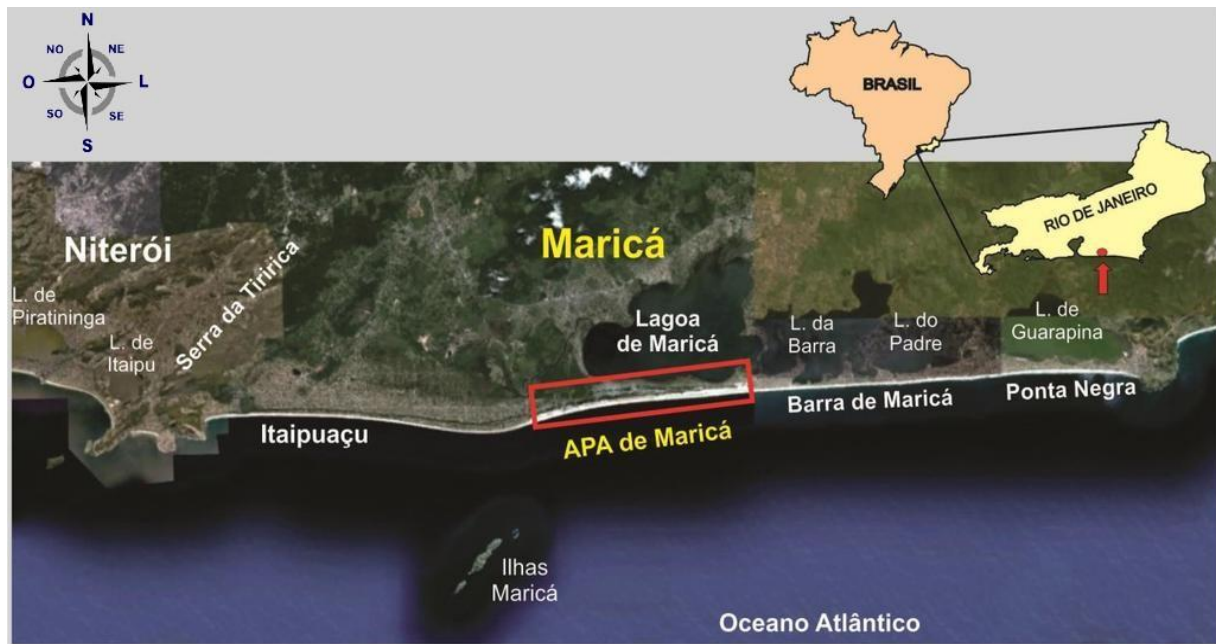 N
NO
NE
O
L
SO
SE
S
BRASIL
RIO DE JANEIRO
Niterói
Maricá
Serra da Tiririca
L. de
Piratininga
L. de
Itaipu
Lagoa
de Maricá
L. da
Barra
L. do
Padre
L. de
Guarapina
Itaipuaçu
APA de Maricá
Barra de Maricá
Ponta Negra
Ilhas
Maricá
Oceano Atlântico